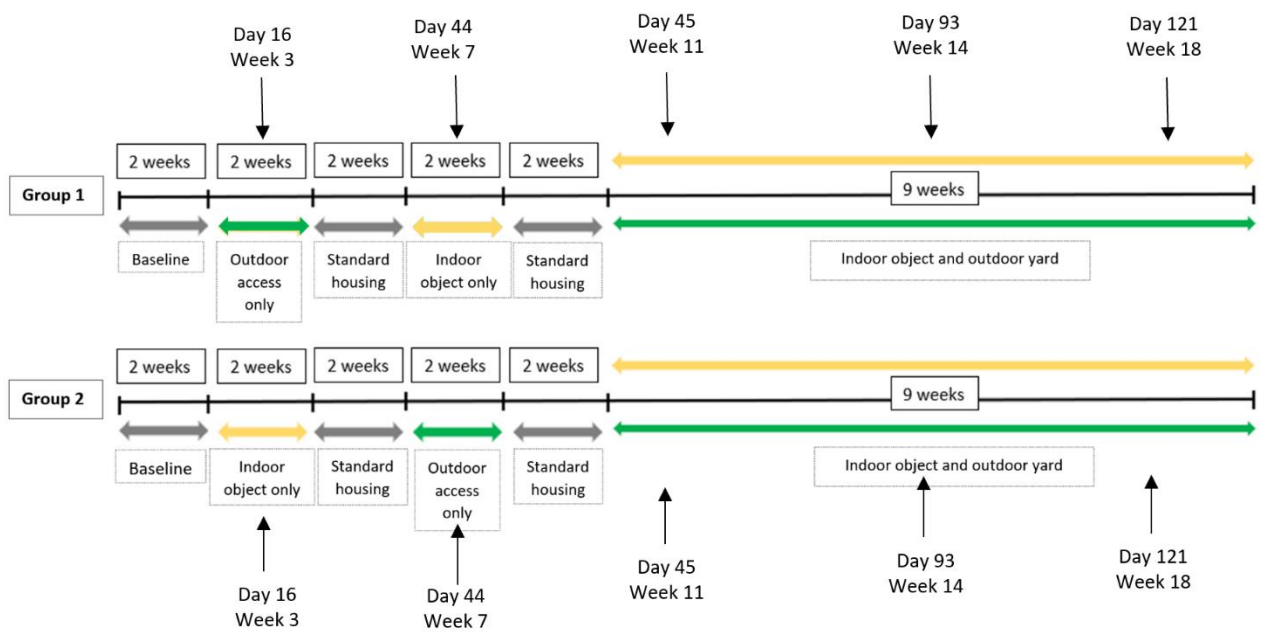 Day 16
Week 3
Day 44
Week 7
Day 45
Week 11
Day 93
Week 14
Day 121
Week 18
2 weeks
2 weeks
2 weeks
2 weeks
2 weeks
Group 1
9 weeks
Baseline
Outdoor
access
only
Standard
housing
Indoor
object only
Standard
housing
Indoor object and outdoor yard
2 weeks
2 weeks
2 weeks
2 weeks
2 weeks
Group 2
9 weeks
Baseline
Indoor
object only
Standard
housing
Outdoor
access
only
Standard
housing
Indoor object and outdoor yard
Day 16
Week 3
Day 44
Week 7
Day 45
Week 11
Day 93
Week 14
Day 121
Week 18